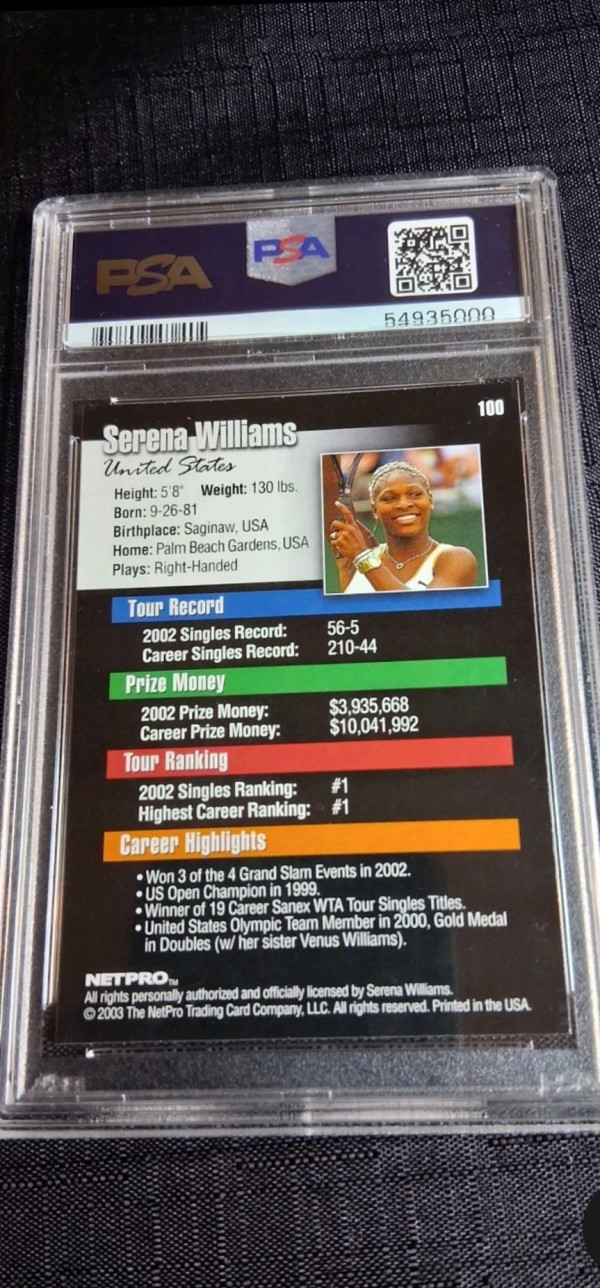 PSA
PSA
54935000
100
Serena Williams
United States
Height: 5'8" Weight: 130 lbs.
Born: 9-26-81
Birthplace: Saginaw, USA
Home: Palm Beach Gardens, USA
Plays: Right-Handed
Tour Record
2002 Singles Record: 56-5
Career Singles Record: 210-44
Prize Money
2002 Prize Money: $3,935,668
Career Prize Money: $10,041,992
Tour Ranking
2002 Singles Ranking: #1
Highest Career Ranking: #1
Career Highlights
• Won 3 of the 4 Grand Slam Events in 2002.
• US Open Champion in 1999.
• Winner of 19 Career Sanex WTA Tour Singles Titles.
• United States Olympic Team Member in 2000, Gold Medal
in Doubles (w/ her sister Venus Williams).
NETPRO™
All rights personally authorized and officially licensed by Serena Williams.
© 2003 The NetPro Trading Card Company, LLC. All rights reserved. Printed in the USA.